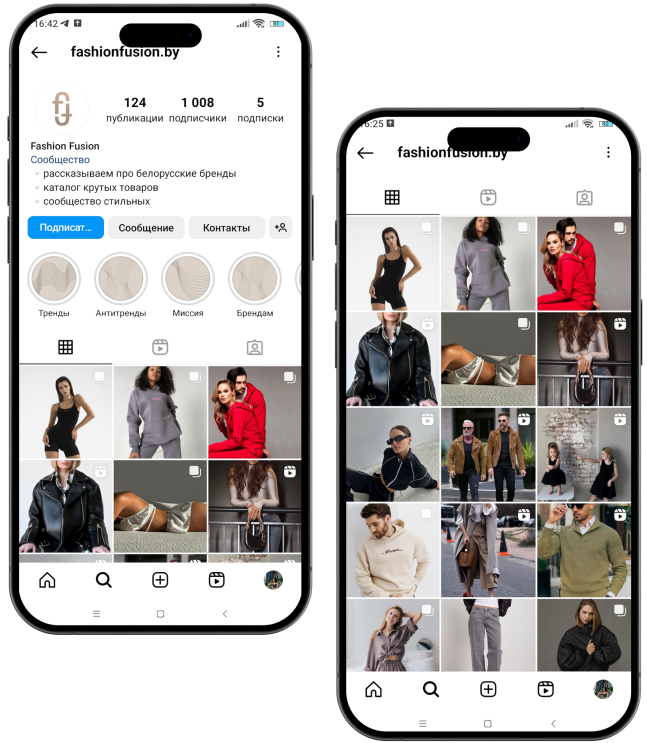 16:42
fashionfusion.by
124 1 008 5
публикации подписчики подписки
Fashion Fusion
Сообщество
рассказываем про белорусские бренды
каталог крутых товаров
сообщество стильных
Подписат... Сообщение Контакты
Тренды Антитренды Миссия Брендам
16:25
fashionfusion.by